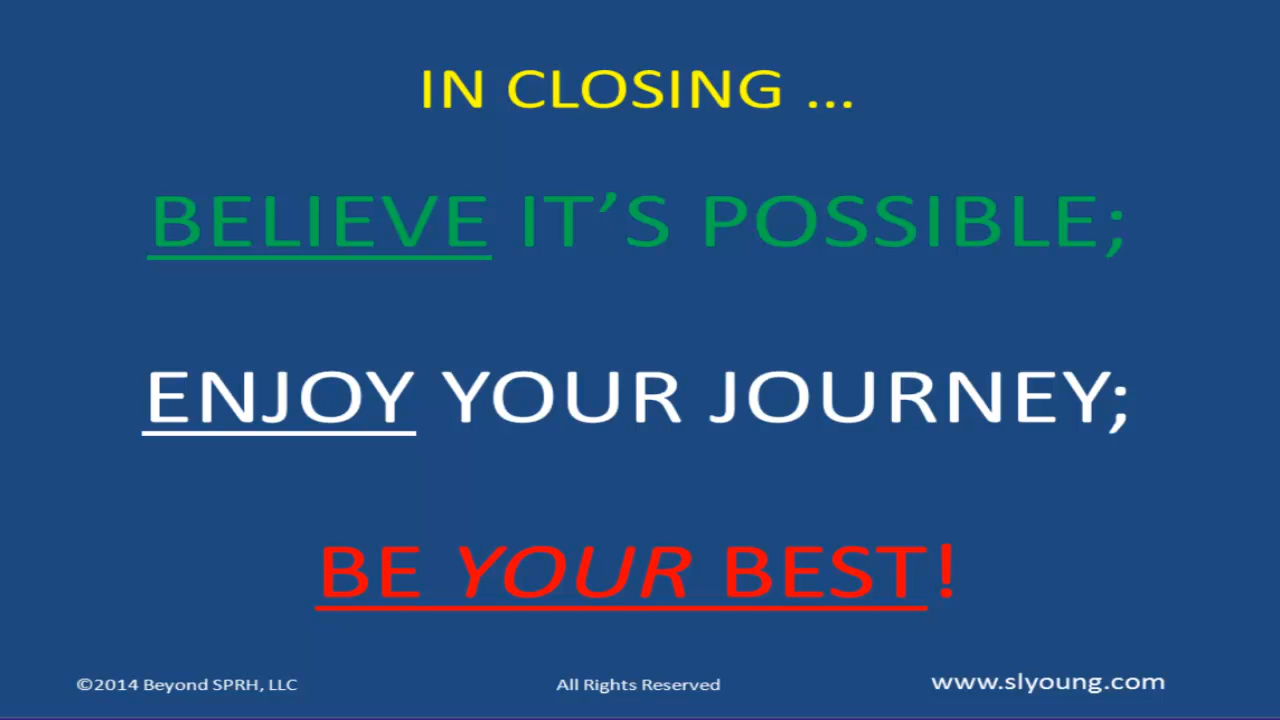 IN CLOSING ...
BELIEVE IT’S POSSIBLE;
ENJOY YOUR JOURNEY;
BE YOUR BEST!
©2014 Beyond SPRH, LLC All Rights Reserved www.slyoung.com